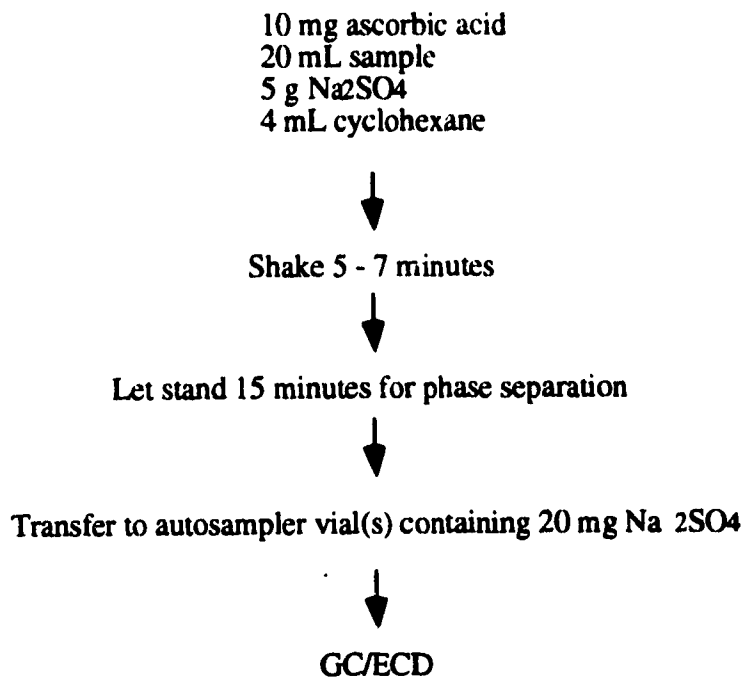 10 mg ascorbic acid
20 mL sample
5 g Na2SO4
4 mL cyclohexane
Shake 5 - 7 minutes
Let stand 15 minutes for phase separation
Transfer to autosampler vial(s) containing 20 mg Na 2SO4
GC/ECD